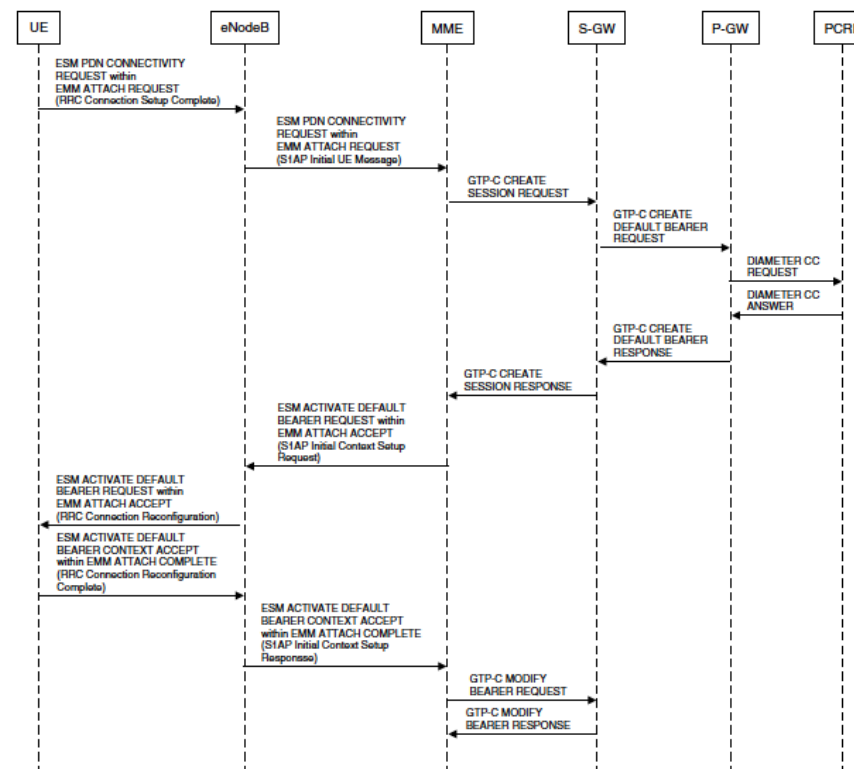 UE
eNodeB
MME
S-GW
P-GW
PCRF
ESM PDN CONNECTIVITY
REQUEST within
EMM ATTACH REQUEST
(RRC Connection Setup Complete)
ESM PDN CONNECTIVITY
REQUEST within
EMM ATTACH REQUEST
(S1AP Initial UE Message)
GTP-C CREATE
SESSION REQUEST
GTP-C CREATE
DEFAULT BEARER
REQUEST
DIAMETER CC
REQUEST
DIAMETER CC
ANSWER
GTP-C CREATE
DEFAULT BEARER
RESPONSE
GTP-C CREATE
SESSION RESPONSE
ESM ACTIVATE DEFAULT
BEARER REQUEST within
EMM ATTACH ACCEPT
(S1AP Initial Context Setup
Request)
ESM ACTIVATE DEFAULT
BEARER REQUEST within
EMM ATTACH ACCEPT
(RRC Connection Reconfiguration)
ESM ACTIVATE DEFAULT
BEARER CONTEXT ACCEPT
within EMM ATTACH COMPLETE
(RRC Connection Reconfiguration
Complete)
ESM ACTIVATE DEFAULT
BEARER CONTEXT ACCEPT
within EMM ATTACH COMPLETE
(S1AP Initial Context Setup
Responsse)
GTP-C MODIFY
BEARER REQUEST
GTP-C MODIFY
BEARER RESPONSE